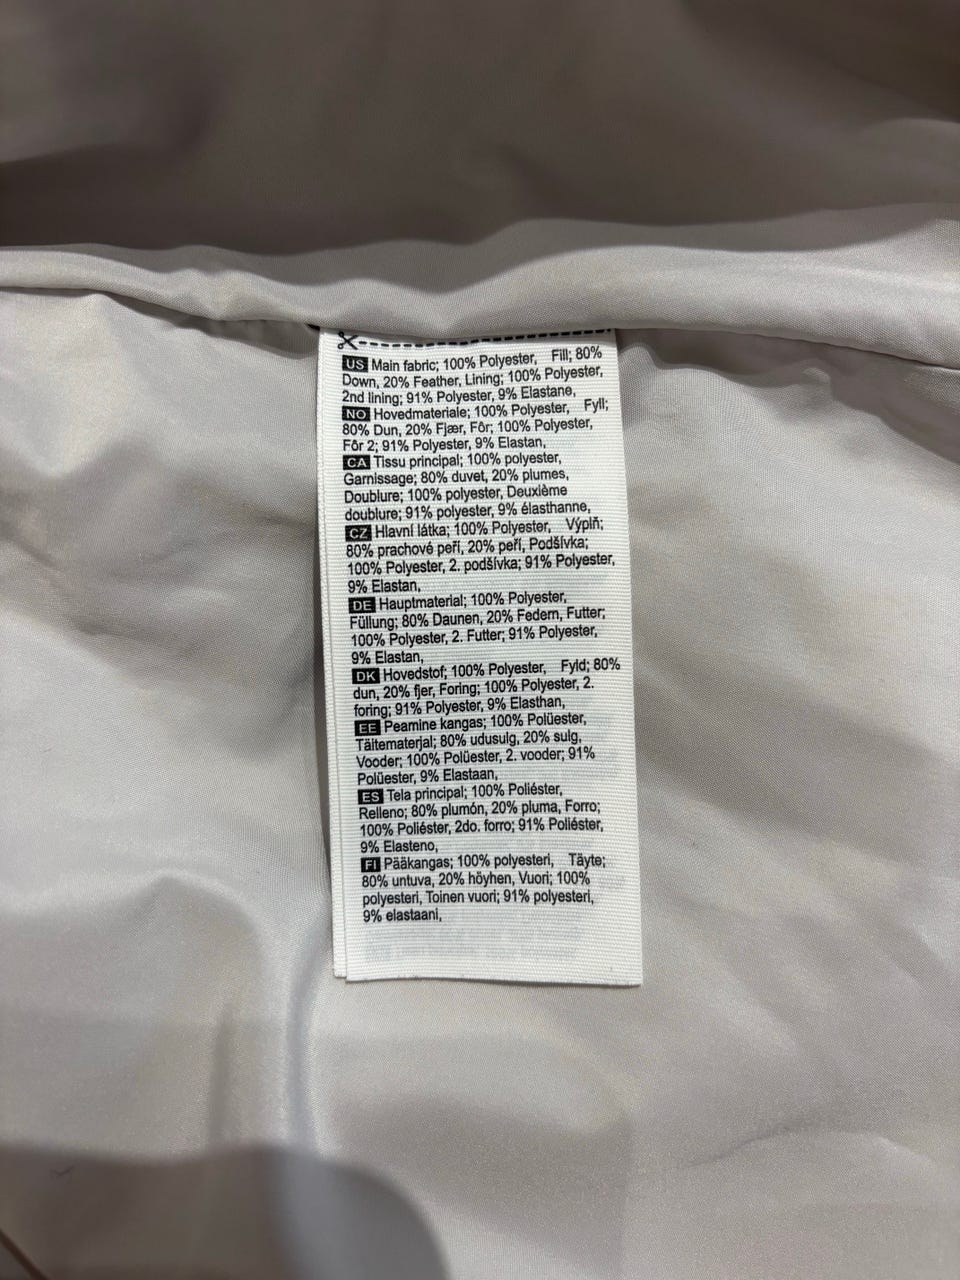 US Main fabric; 100% Polyester, Fill; 80%
Down, 20% Feather, Lining; 100% Polyester,
2nd lining; 91% Polyester, 9% Elastane,
NO Hovedmateriale; 100% Polyester, Fyll;
80% Dun, 20% Fjær, Fôr; 100% Polyester,
Fôr 2; 91% Polyester, 9% Elastan,
CA Tissu principal; 100% polyester,
Garnissage; 80% duvet, 20% plumes,
Doublure; 100% polyester, Deuxième
doublure; 91% polyester, 9% élasthanne,
CZ Hlavní látka; 100% Polyester, Výplň;
80% prachové peří, 20% peří, Podšívka;
100% Polyester, 2. podšívka; 91% Polyester,
9% Elastan,
DE Hauptmaterial; 100% Polyester,
Füllung; 80% Daunen, 20% Federn, Futter;
100% Polyester, 2. Futter; 91% Polyester,
9% Elastan,
DK Hovedstof; 100% Polyester, Fyld; 80%
dun, 20% fjer, Foring; 100% Polyester, 2.
foring; 91% Polyester, 9% Elasthan,
EE Peamine kangas; 100% Polüester,
Täitematerjal; 80% udusulg, 20% sulg,
Vooder; 100% Polüester, 2. vooder; 91%
Polüester, 9% Elastaan,
ES Tela principal; 100% Poliéster,
Relleno; 80% plumón, 20% pluma, Forro;
100% Poliéster, 2do. forro; 91% Poliéster,
9% Elasteno,
FI Pääkangas; 100% polyesteri, Täyte;
80% untuva, 20% höyhen, Vuori; 100%
polyesteri, Toinen vuori; 91% polyesteri,
9% elastaani,